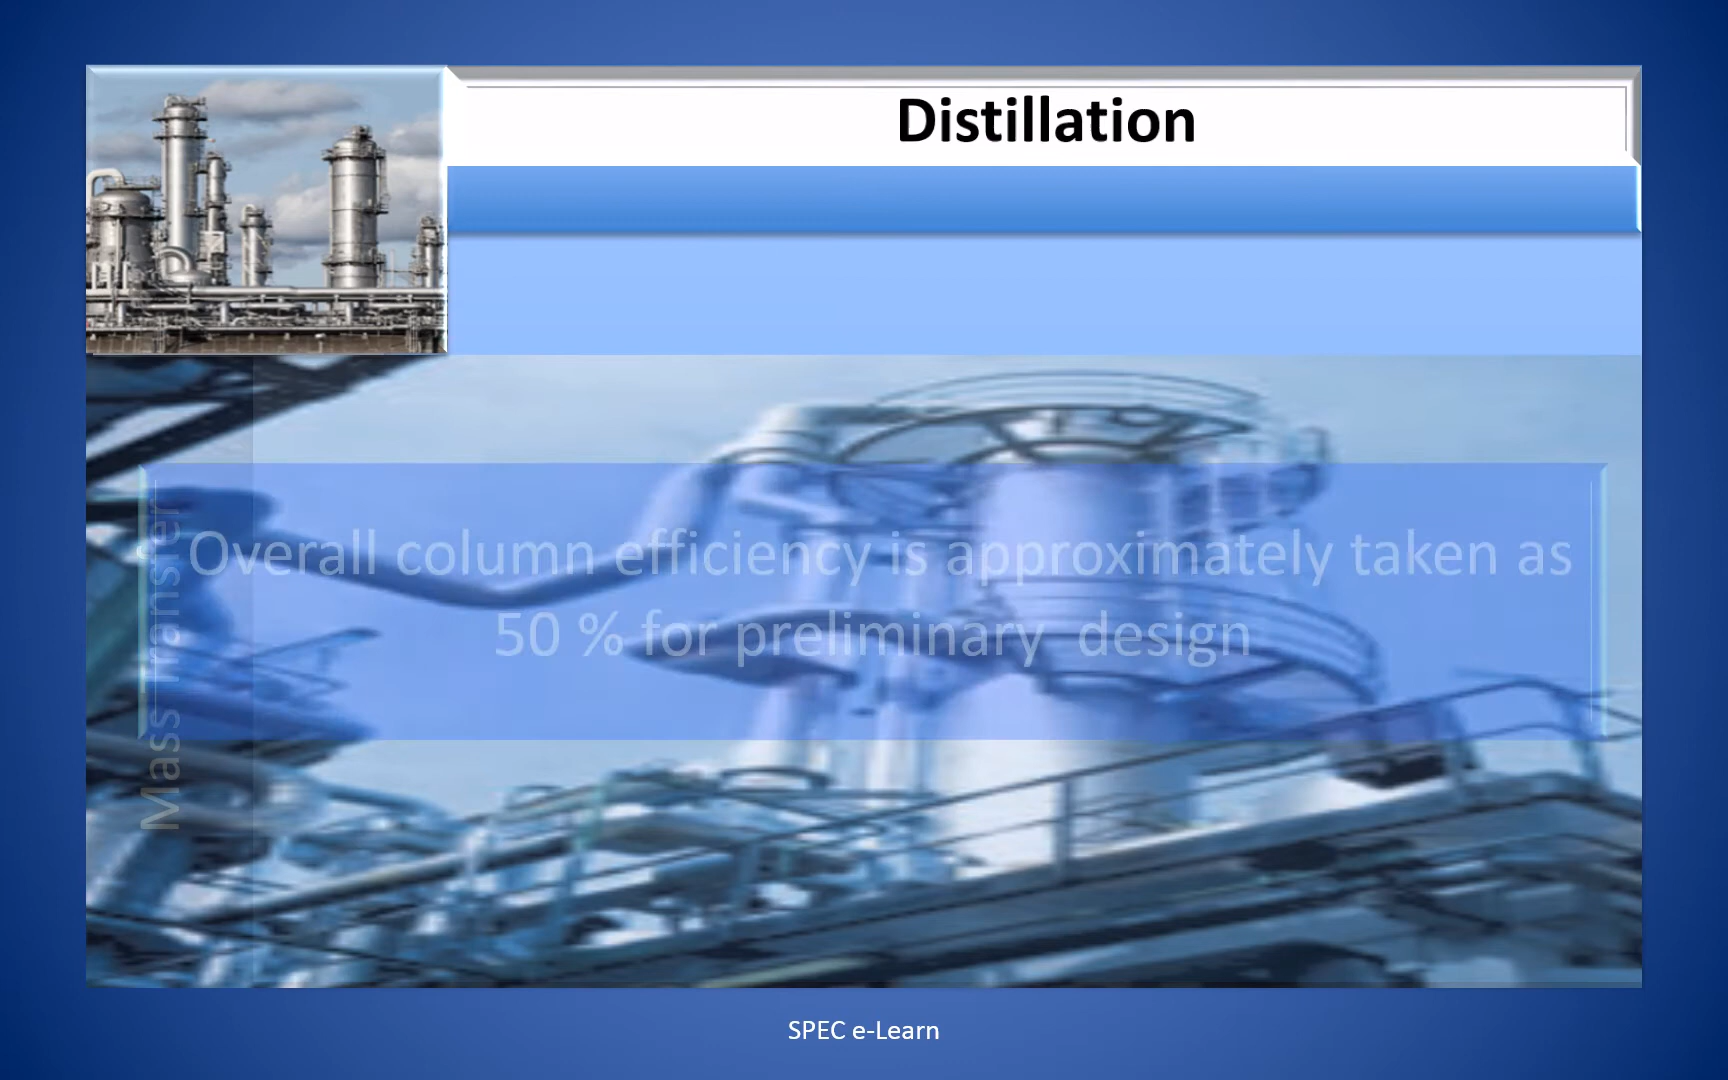 Distillation
Overall column efficiency is approximately taken as
50 % for preliminary design
Mass Transfer
SPEC e-Learn